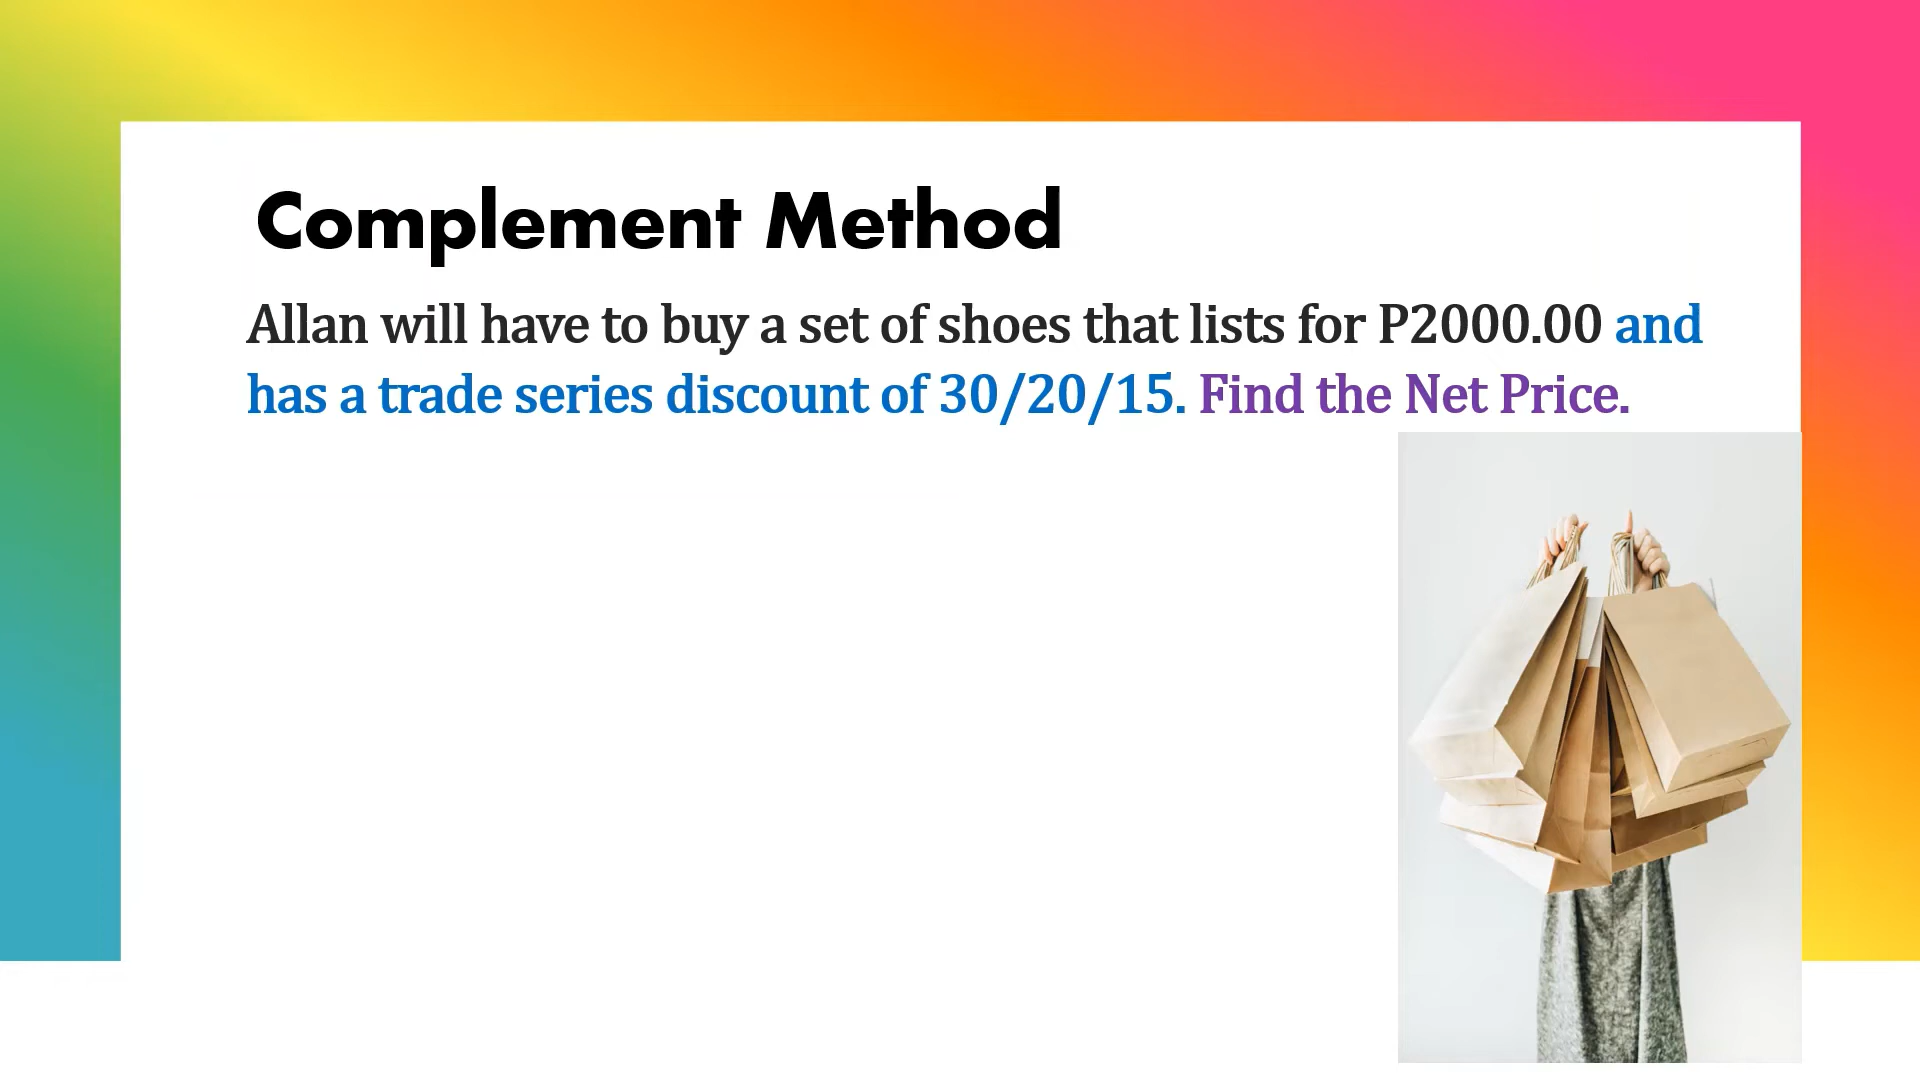 Complement Method
Allan will have to buy a set of shoes that lists for P2000.00 and
has a trade series discount of 30/20/15. Find the Net Price.